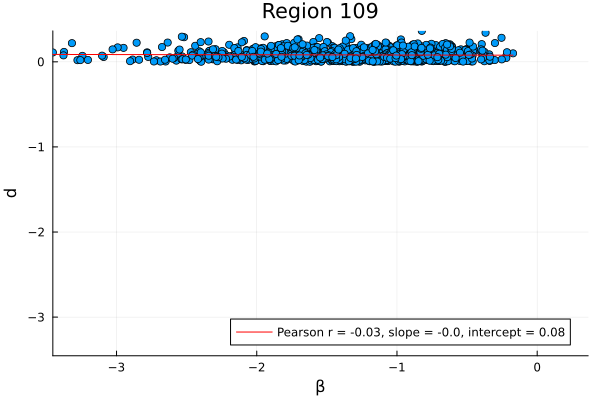 Region 109
0
−1
−2
−3
d
Pearson r = -0.03, slope = -0.0, intercept = 0.08
−3 −2 −1 0
β